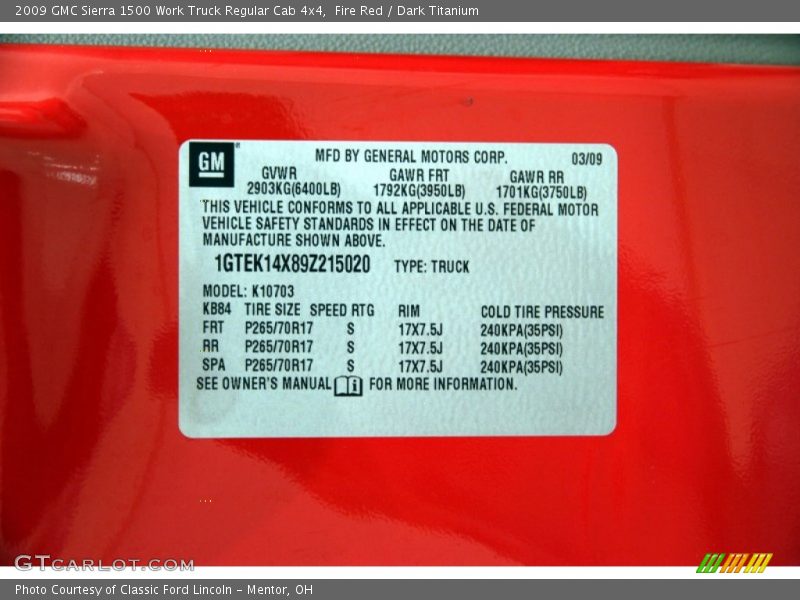 2009 GMC Sierra 1500 Work Truck Regular Cab 4x4, Fire Red / Dark Titanium
GM
MFD BY GENERAL MOTORS CORP. 03/09
GVWR GAWR FRT GAWR RR
2903KG(6400LB) 1792KG(3950LB) 1701KG(3750LB)
THIS VEHICLE CONFORMS TO ALL APPLICABLE U.S. FEDERAL MOTOR
VEHICLE SAFETY STANDARDS IN EFFECT ON THE DATE OF
MANUFACTURE SHOWN ABOVE.
1GTEK14X89Z215020 TYPE: TRUCK
MODEL: K10703
KB84 TIRE SIZE SPEED RTG RIM COLD TIRE PRESSURE
FRT P265/70R17 S 17X7.5J 240KPA(35PSI)
RR P265/70R17 S 17X7.5J 240KPA(35PSI)
SPA P265/70R17 S 17X7.5J 240KPA(35PSI)
SEE OWNER'S MANUAL i FOR MORE INFORMATION.
GTCARLOT.COM
Photo Courtesy of Classic Ford Lincoln - Mentor, OH